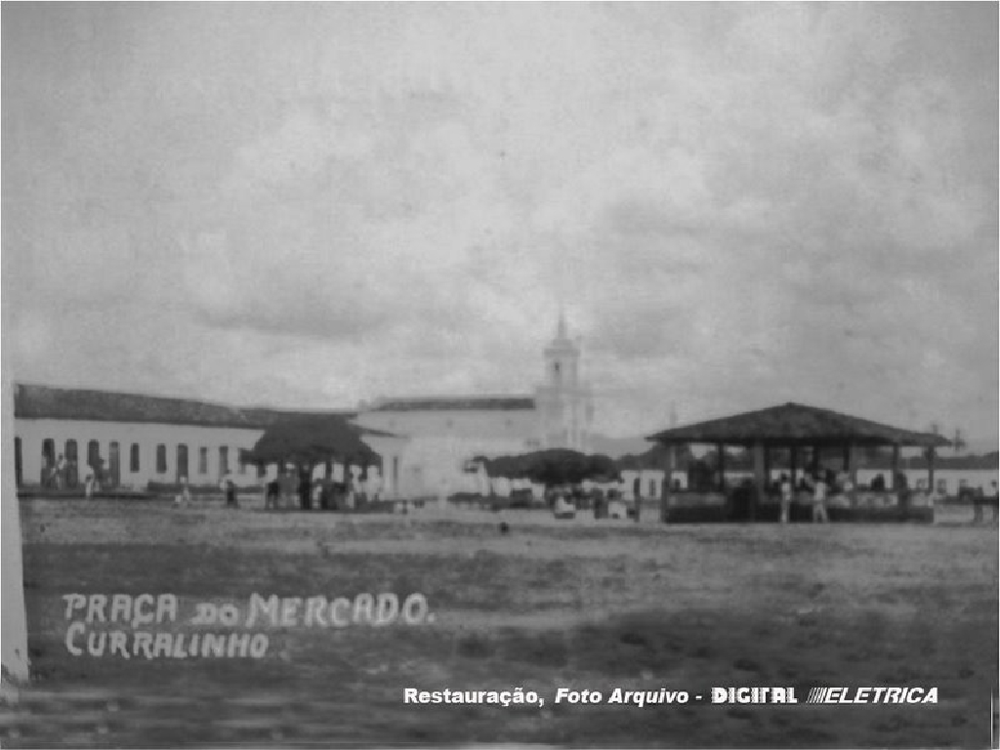 PRAÇA DO MERCADO.
CURRALINHO.
Restauração, Foto Arquivo - DIGITAL ELETRICA